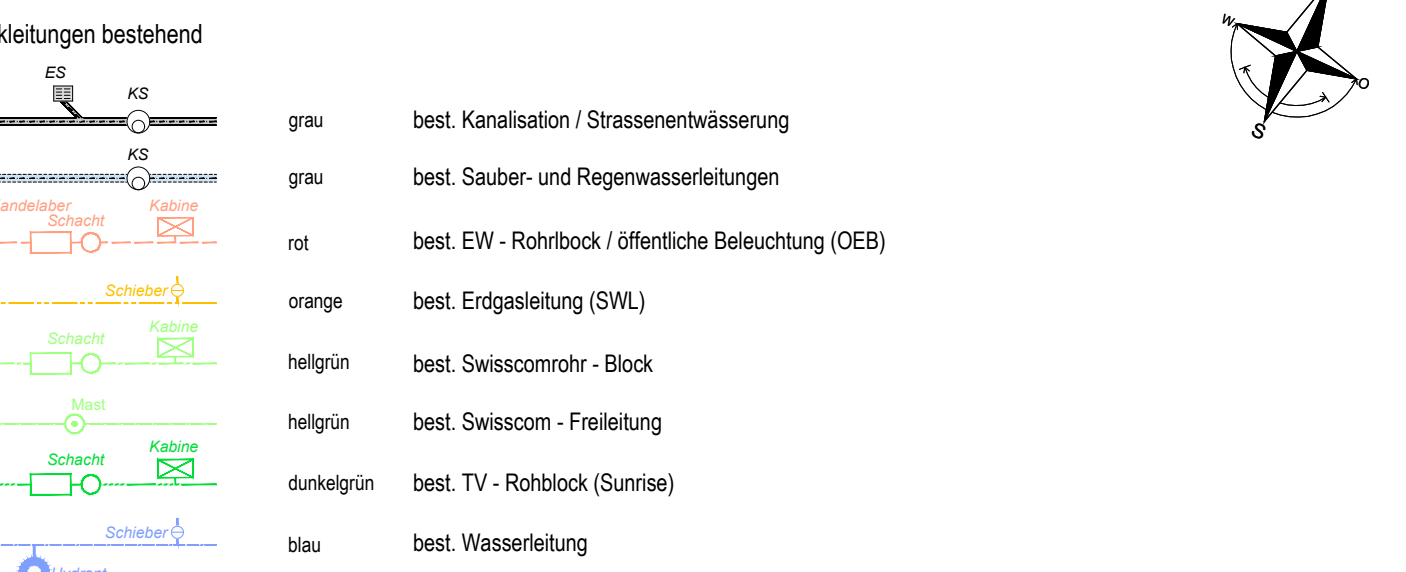 kleitungen bestehend
W
O
S
ES
KS
grau best. Kanalisation / Strassenentwässerung
KS
grau best. Sauber- und Regenwasserleitungen
andelaber
Schacht
Kabine
rot best. EW - Rohrlbock / öffentliche Beleuchtung (OEB)
Schieber
orange best. Erdgasleitung (SWL)
Schacht
Kabine
hellgrün best. Swisscomrohr - Block
Mast
hellgrün best. Swisscom - Freileitung
Schacht
Kabine
dunkelgrün best. TV - Rohblock (Sunrise)
Schieber
blau best. Wasserleitung
Hydrant